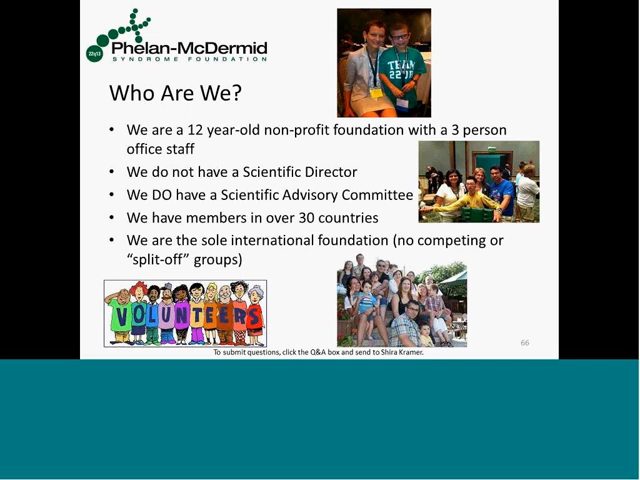 22q13
Phelan-McDermid
SYNDROME FOUNDATION
Who Are We?
TEAM
22q13
• We are a 12 year-old non-profit foundation with a 3 person
office staff
• We do not have a Scientific Director
• We DO have a Scientific Advisory Committee
• We have members in over 30 countries
• We are the sole international foundation (no competing or
“split-off” groups)
VOLUNTEERS
66
To submit questions, click the Q&A box and send to Shira Kramer.